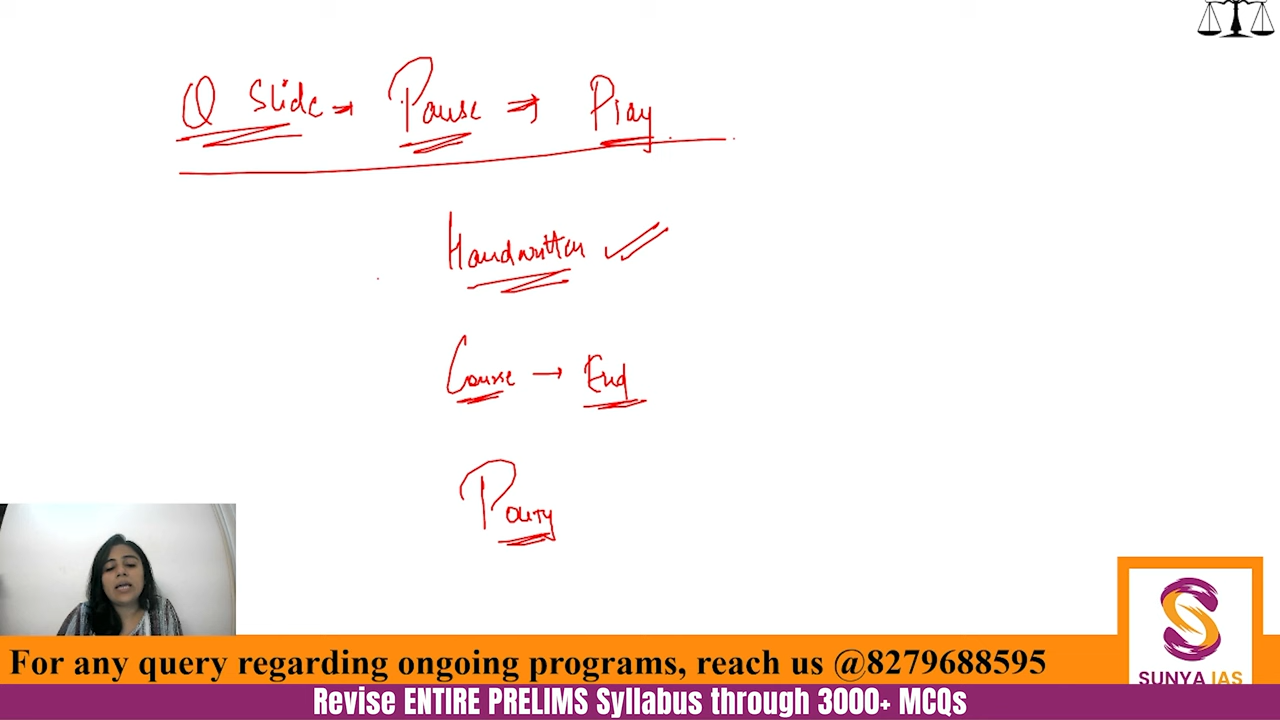 Q Slide → Pause ⇒ Play
Handwritten
Course → End
Polity
For any query regarding ongoing programs, reach us @8279688595
SUNYA IAS
Revise ENTIRE PRELIMS Syllabus through 3000+ MCQs